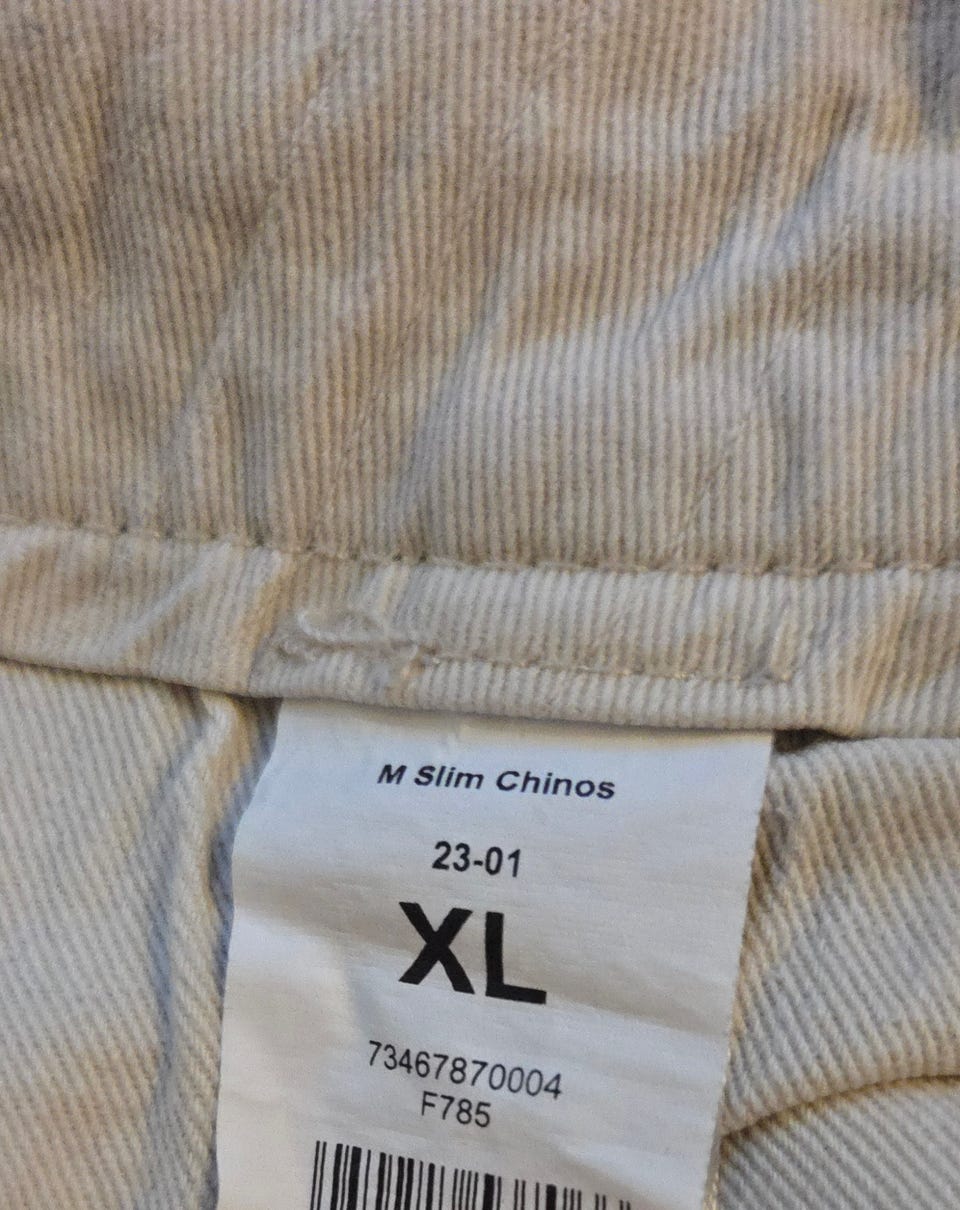 M Slim Chinos
23-01
XL
73467870004
F785